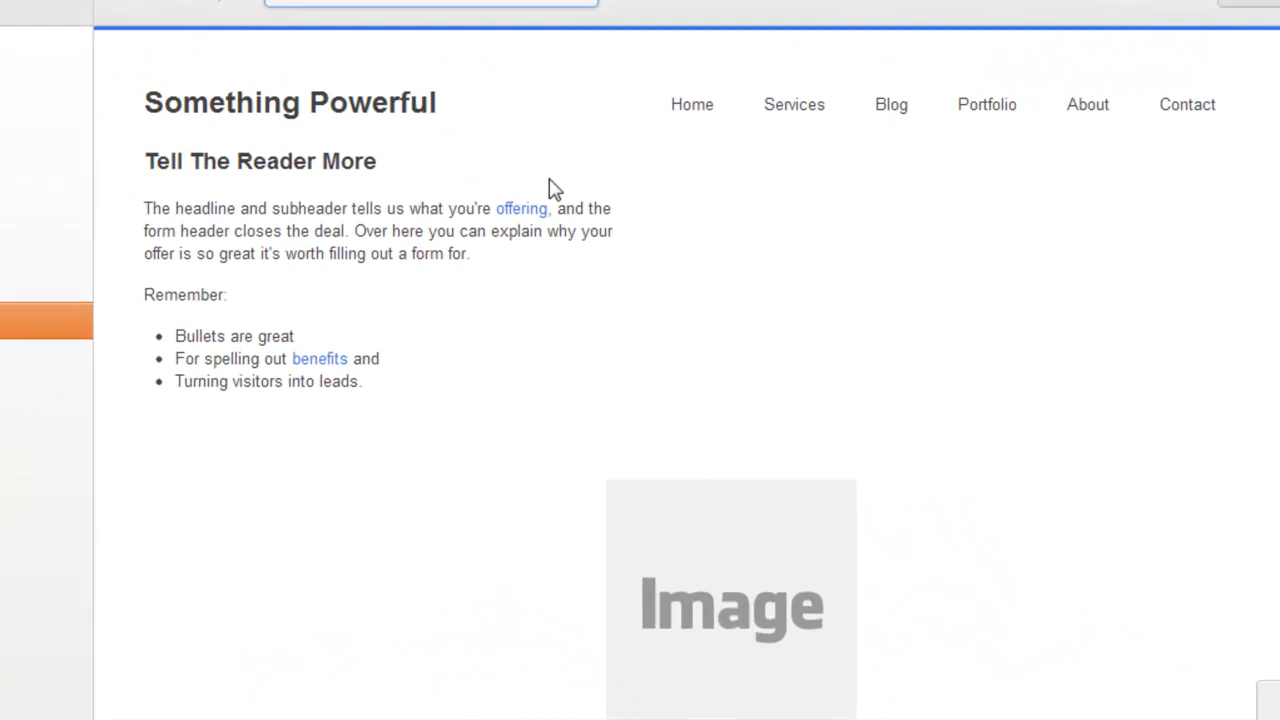 Something Powerful
Home Services Blog Portfolio About Contact
Tell The Reader More
The headline and subheader tells us what you're offering, and the
form header closes the deal. Over here you can explain why your
offer is so great it's worth filling out a form for.
Remember:
• Bullets are great
• For spelling out benefits and
• Turning visitors into leads.
Image